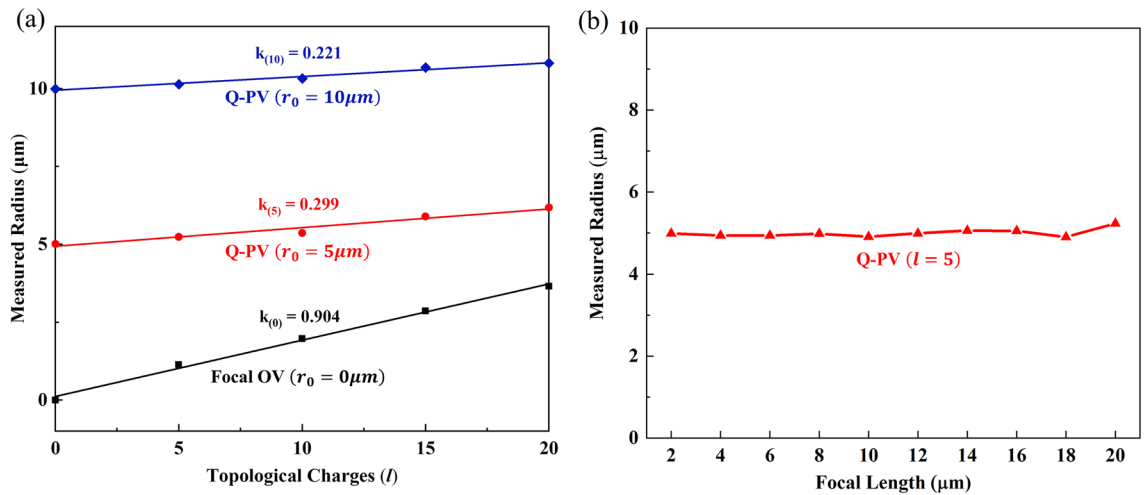 (a)
10
5
0
Measured Radius (μm)
k(10) = 0.221
Q-PV (r₀ = 10μm)
k(5) = 0.299
Q-PV (r₀ = 5μm)
k(0) = 0.904
Focal OV (r₀ = 0μm)
0 5 10 15 20
Topological Charges (l)
(b)
10
8
6
4
2
0
Measured Radius (μm)
Q-PV (l = 5)
2 4 6 8 10 12 14 16 18 20
Focal Length (μm)